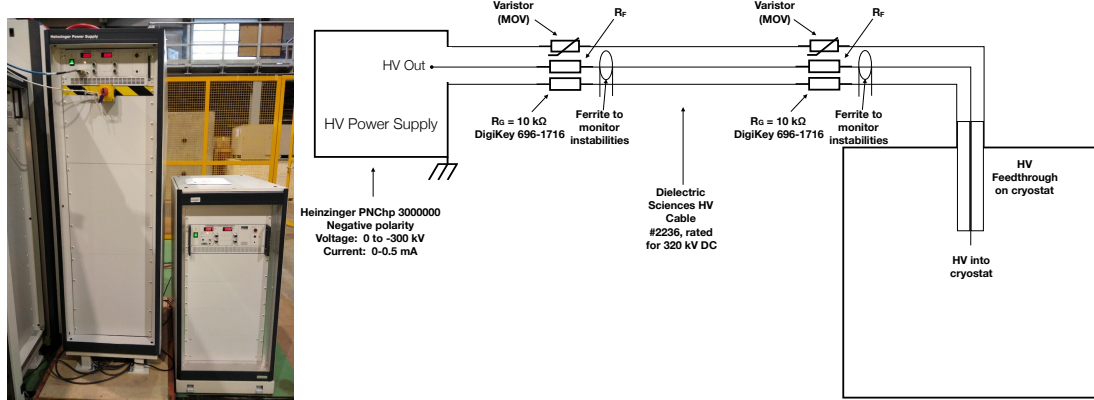 Heinzinger Power Supply
Varistor
(MOV)
RF
HV Out
HV Power Supply
RG = 10 kΩ
DigiKey 696-1716
Ferrite to
monitor
instabilities
Varistor
(MOV)
RF
RG = 10 kΩ
DigiKey 696-1716
Ferrite to
monitor
instabilities
Heinzinger PNChp 3000000
Negative polarity
Voltage: 0 to -300 kV
Current: 0-0.5 mA
Dielectric
Sciences HV
Cable
#2236, rated
for 320 kV DC
HV
Feedthrough
on cryostat
HV into
cryostat